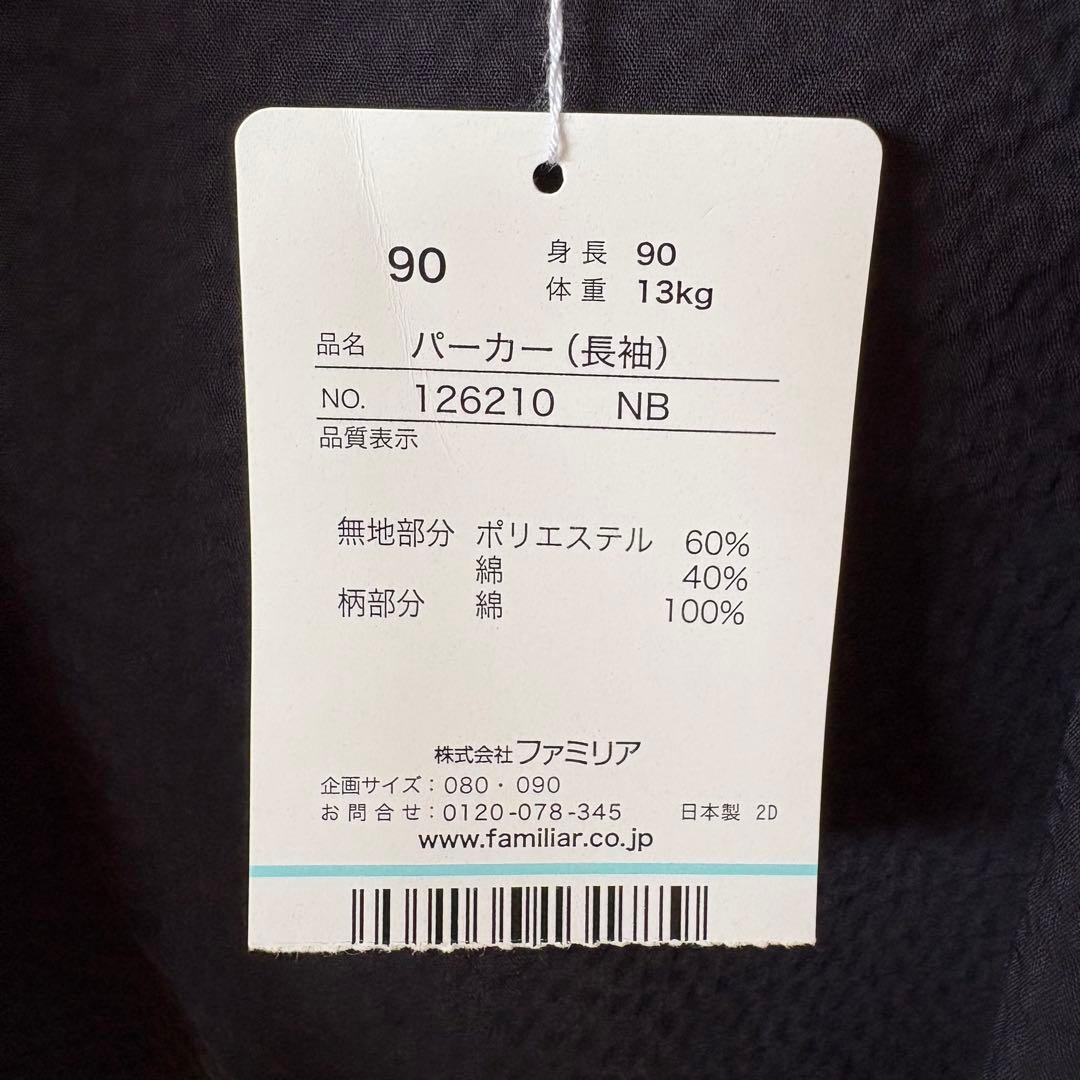 90
身長 90
体重 13kg
品名 パーカー(長袖)
NO. 126210 NB
品質表示
無地部分 ポリエステル 60%
綿 40%
柄部分 綿 100%
株式会社ファミリア
企画サイズ:080・090
お問合せ:0120-078-345 日本製 2D
www.familiar.co.jp